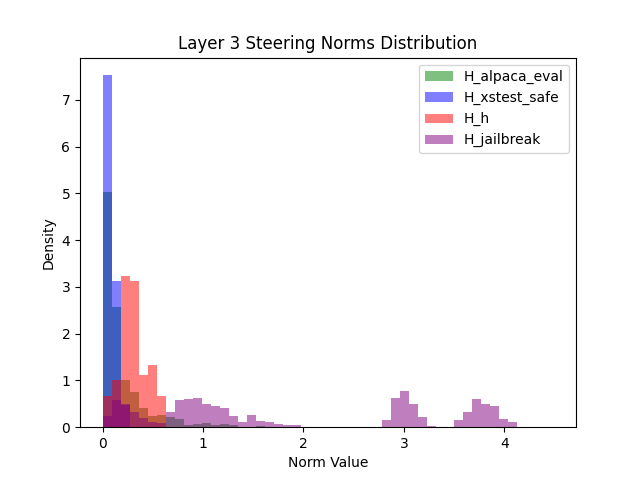 Layer 3 Steering Norms Distribution
H_alpaca_eval
H_xstest_safe
H_h
H_jailbreak
Density
7
6
5
4
3
2
1
0
0 1 2 3 4
Norm Value